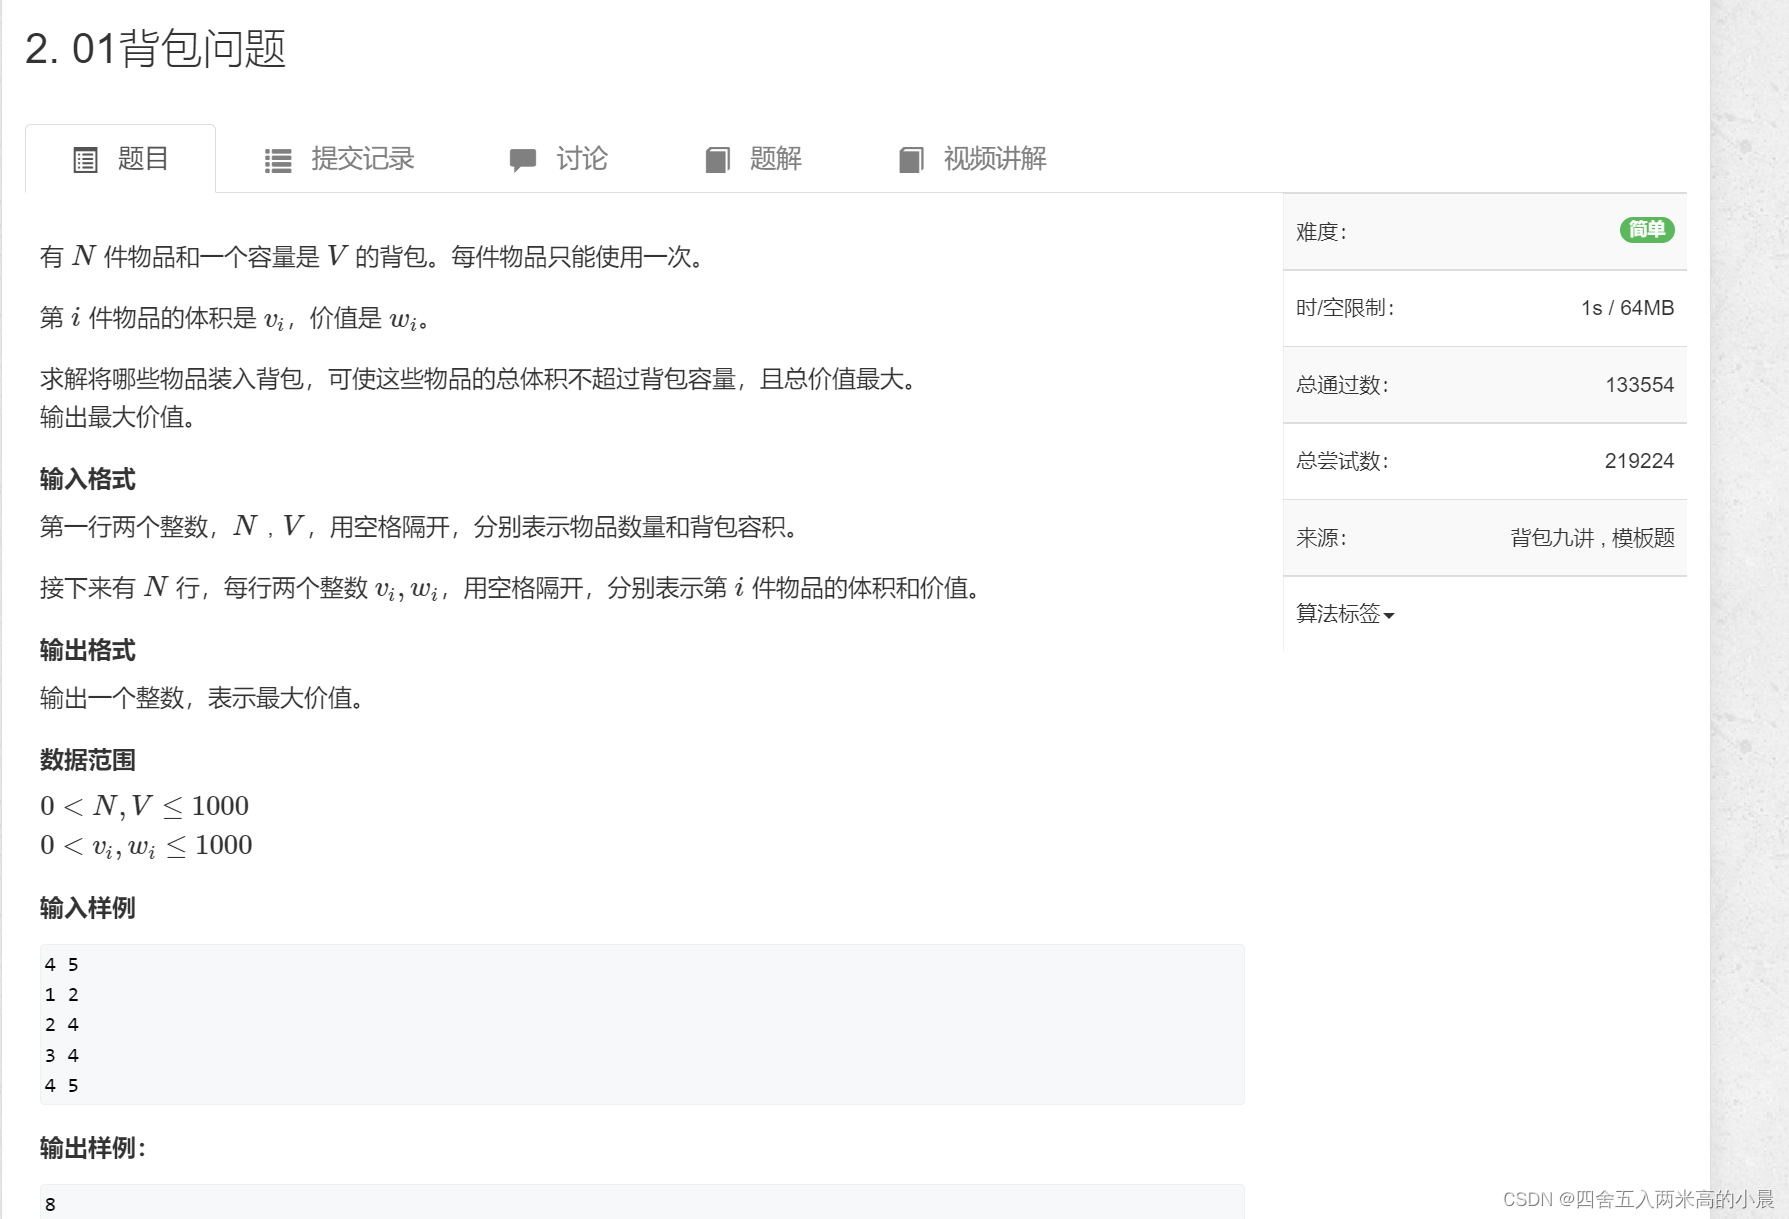 2. 01背包问题
题目
提交记录
讨论
题解
视频讲解
有 N 件物品和一个容量是 V 的背包。每件物品只能使用一次。
第 i 件物品的体积是 vᵢ，价值是 wᵢ。
求解将哪些物品装入背包，可使这些物品的总体积不超过背包容量，且总价值最大。
输出最大价值。
输入格式
第一行两个整数，N，V，用空格隔开，分别表示物品数量和背包容积。
接下来有 N 行，每行两个整数 vᵢ, wᵢ，用空格隔开，分别表示第 i 件物品的体积和价值。
输出格式
输出一个整数，表示最大价值。
数据范围
0 < N, V ≤ 1000
0 < vᵢ, wᵢ ≤ 1000
输入样例
4 5
1 2
2 4
3 4
4 5
输出样例：
8
难度： 简单
时/空限制： 1s / 64MB
总通过数： 133554
总尝试数： 219224
来源： 背包九讲 , 模板题
算法标签
CSDN @四舍五入两米高的小晨